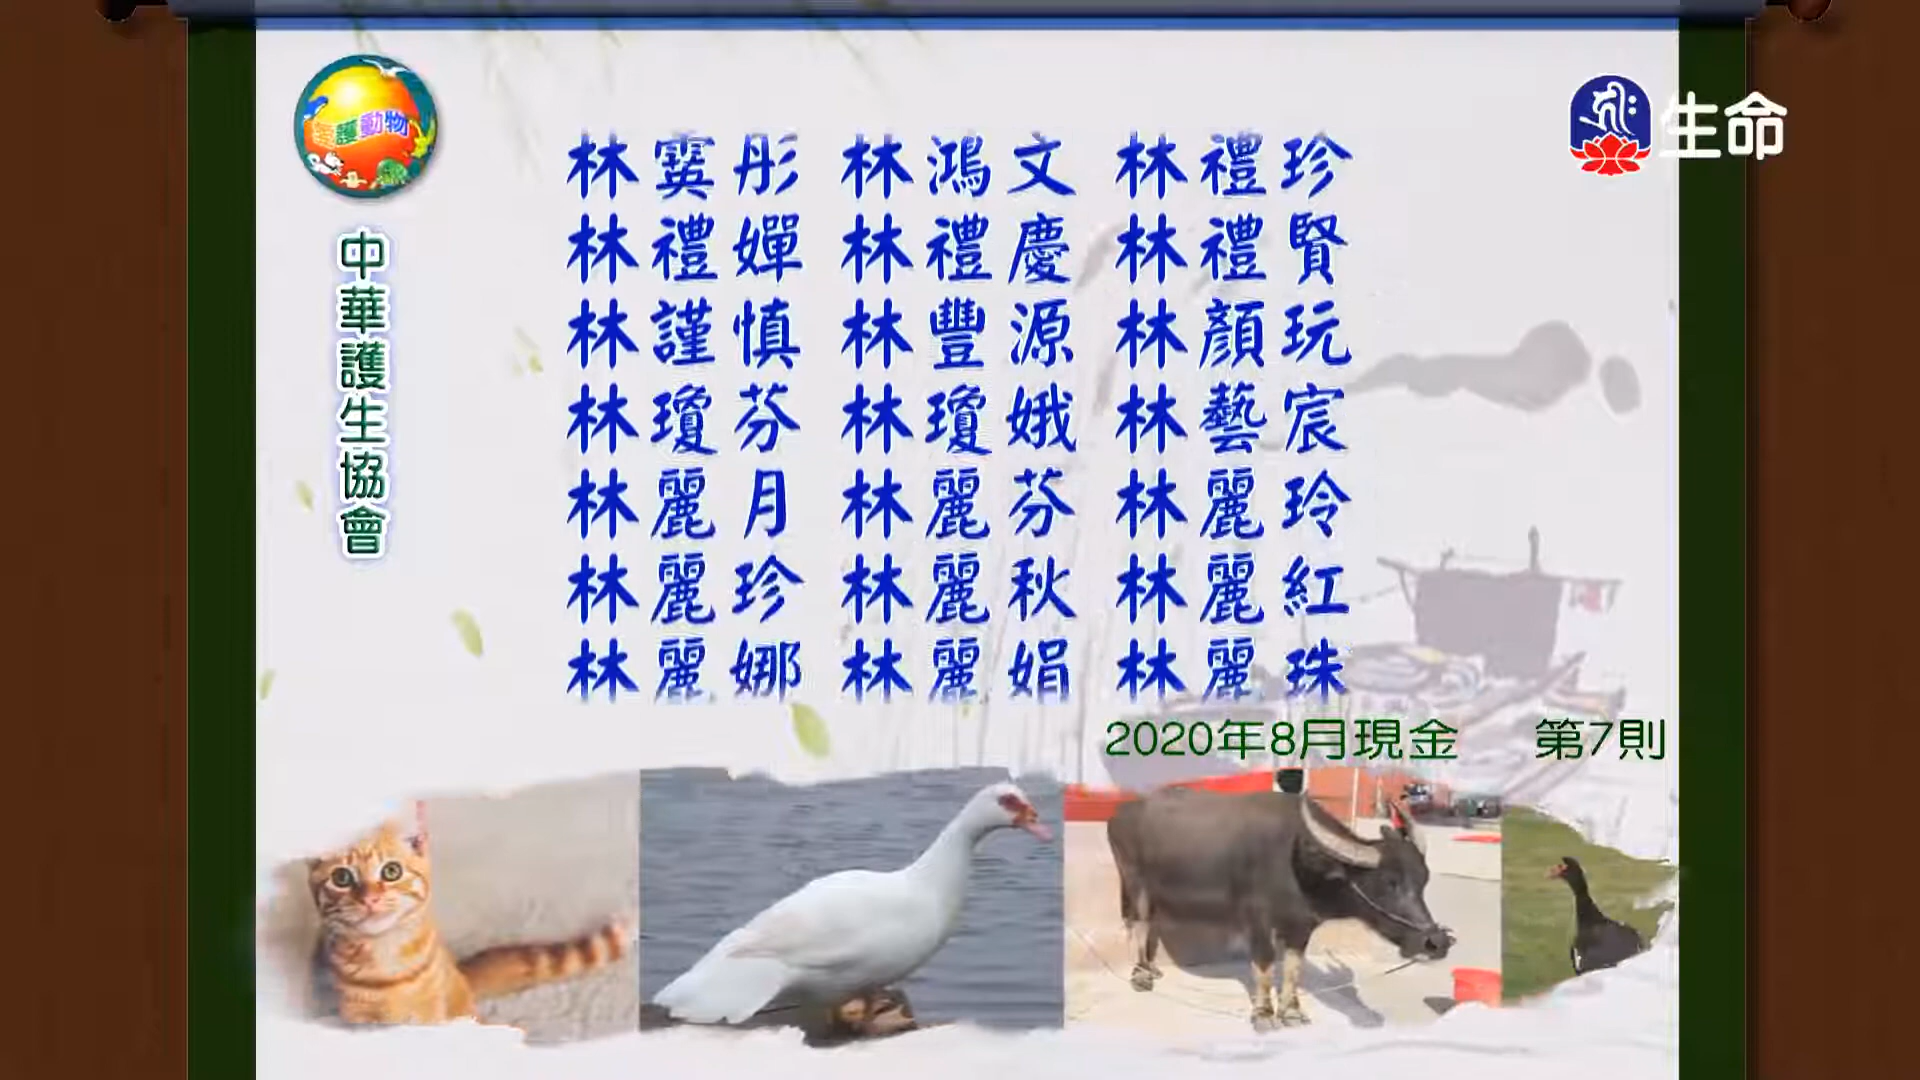 愛護動物
生命
中華護生協會
林霙彤 林鴻文 林禮珍
林禮嬋 林禮慶 林禮賢
林謹慎 林豐源 林顏玩
林瓊芬 林瓊娥 林藝宸
林麗月 林麗芬 林麗玲
林麗珍 林麗秋 林麗紅
林麗娜 林麗娟 林麗珠
2020年8月現金 第7則